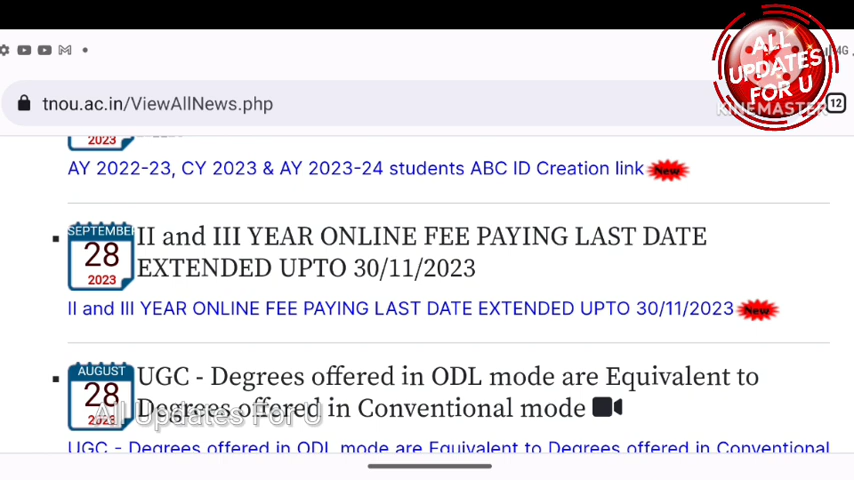 ALL
UPDATES
FOR U
KINEMASTER
4G
tnou.ac.in/ViewAllNews.php
12
2023
AY 2022-23, CY 2023 & AY 2023-24 students ABC ID Creation link New
SEPTEMBER
28
2023
II and III YEAR ONLINE FEE PAYING LAST DATE
EXTENDED UPTO 30/11/2023
II and III YEAR ONLINE FEE PAYING LAST DATE EXTENDED UPTO 30/11/2023 New
AUGUST
28
2023
UGC - Degrees offered in ODL mode are Equivalent to
Degrees offered in Conventional mode
All Updates For U
UGC - Degrees offered in ODL mode are Equivalent to Degrees offered in Conventional